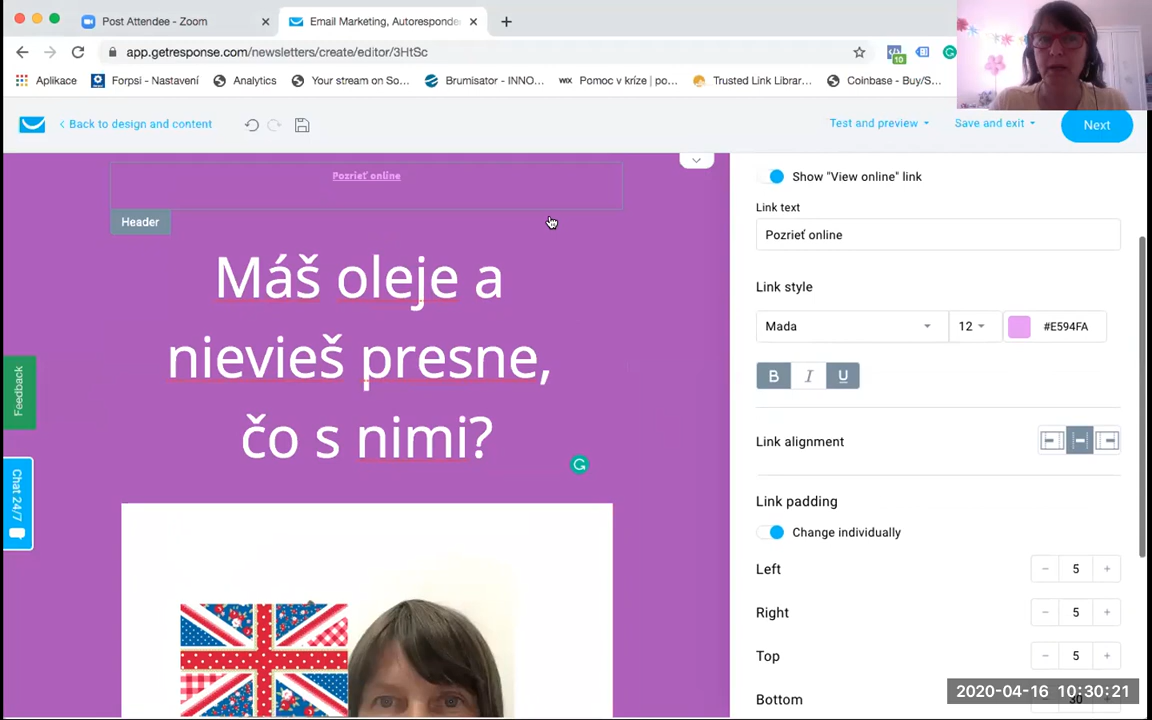 Post Attendee - Zoom
Email Marketing, Autoresponde
app.getresponse.com/newsletters/create/editor/3HtSc
10
Aplikace
Forpsi - Nastavení
Analytics
Your stream on So...
Brumisator - INNO...
WIX
Pomoc v kríze | po...
Trusted Link Librar...
Coinbase - Buy/S...
Back to design and content
Test and preview
Save and exit
Next
Pozrieť online
Header
Máš oleje a
nievieš presne,
čo s nimi?
Feedback
Chat 24/7
Show "View online" link
Link text
Pozrieť online
Link style
Mada
12
#E594FA
B I U
Link alignment
Link padding
Change individually
Left
5
Right
5
Top
5
Bottom
30
2020-04-16 10:30:21